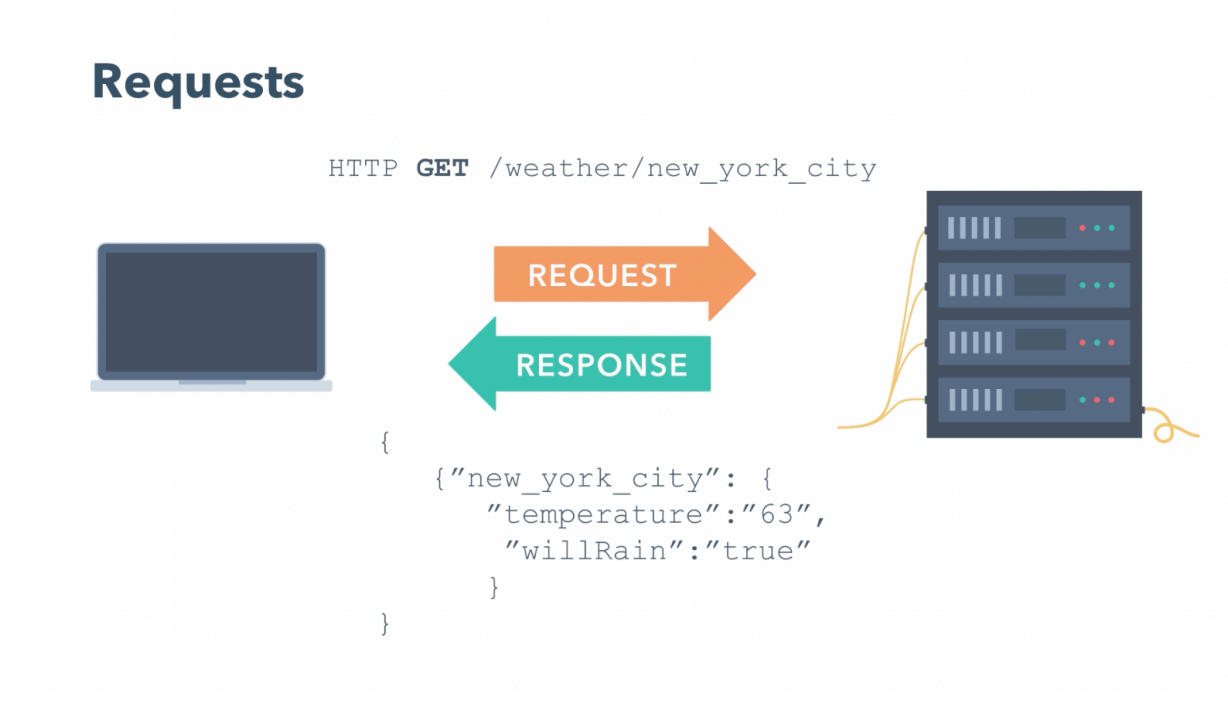 Requests
HTTP GET /weather/new_york_city
REQUEST
RESPONSE
{
{”new_york_city”: {
”temperature”:”63”,
”willRain”:”true”
}
}